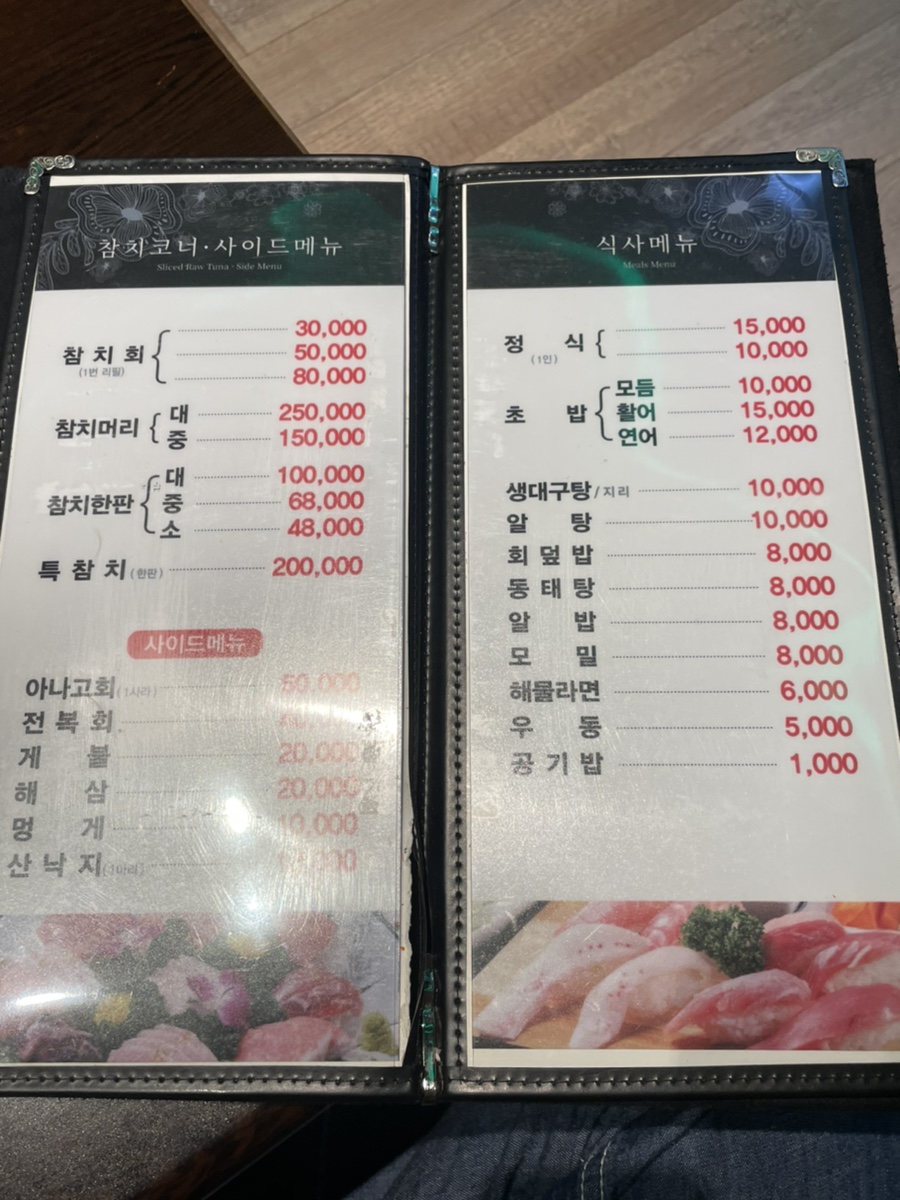 참치코너·사이드메뉴
Sliced Raw Tuna · Side Menu
참 치 회
(1번 리필)
30,000
50,000
80,000
참치머리
대 250,000
중 150,000
참치한판
대 100,000
중 68,000
소 48,000
특 참 치 (한판) 200,000
사이드메뉴
아나고회 (1사라) 50,000
전 복 회
게 불 20,000
해 삼 20,000
멍 게 10,000
산 낙 지
식사메뉴
Meals Menu
정 식
(1인)
15,000
10,000
초 밥
모듬 10,000
활어 15,000
연어 12,000
생대구탕 / 지리 10,000
알 탕 10,000
회 덮 밥 8,000
동 태 탕 8,000
알 밥 8,000
모 밀 8,000
해물라면 6,000
우 동 5,000
공 기 밥 1,000